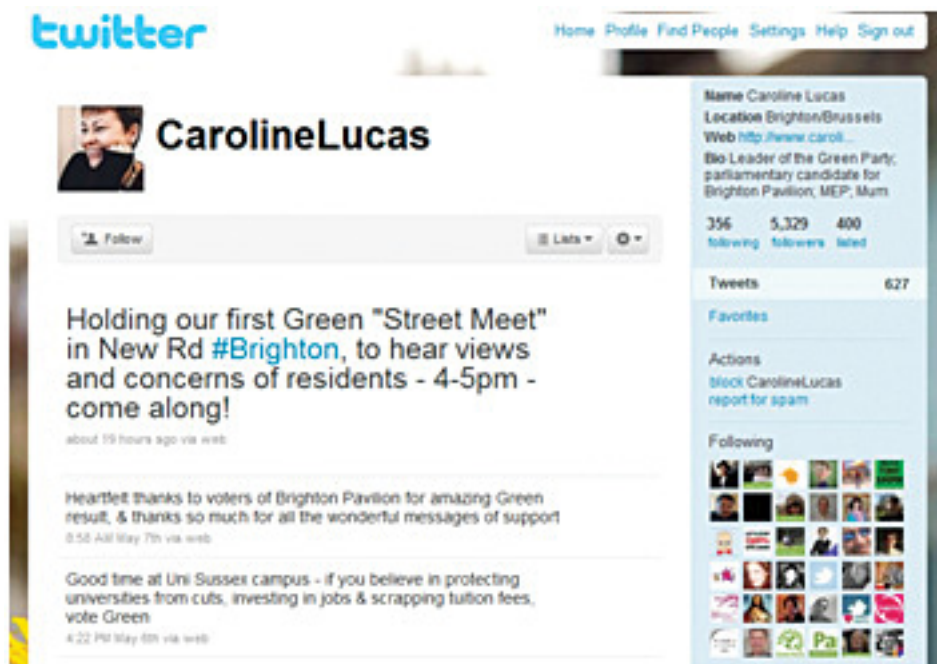 twitter
Home Profile Find People Settings Help Sign out
CarolineLucas
Follow
Lists
Holding our first Green "Street Meet"
in New Rd #Brighton, to hear views
and concerns of residents - 4-5pm -
come along!
about 19 hours ago via web
Heartfelt thanks to voters of Brighton Pavilion for amazing Green
result, & thanks so much for all the wonderful messages of support
8:58 AM May 7th via web
Good time at Uni Sussex campus - if you believe in protecting
universities from cuts, investing in jobs & scrapping tuition fees,
vote Green
4:22 PM May 6th via web
Name Caroline Lucas
Location Brighton/Brussels
Web http://www.caroli...
Bio Leader of the Green Party;
parliamentary candidate for
Brighton Pavilion; MEP; Mum
356 5,329 400
following followers listed
Tweets 627
Favorites
Actions
block CarolineLucas
report for spam
Following
Pa